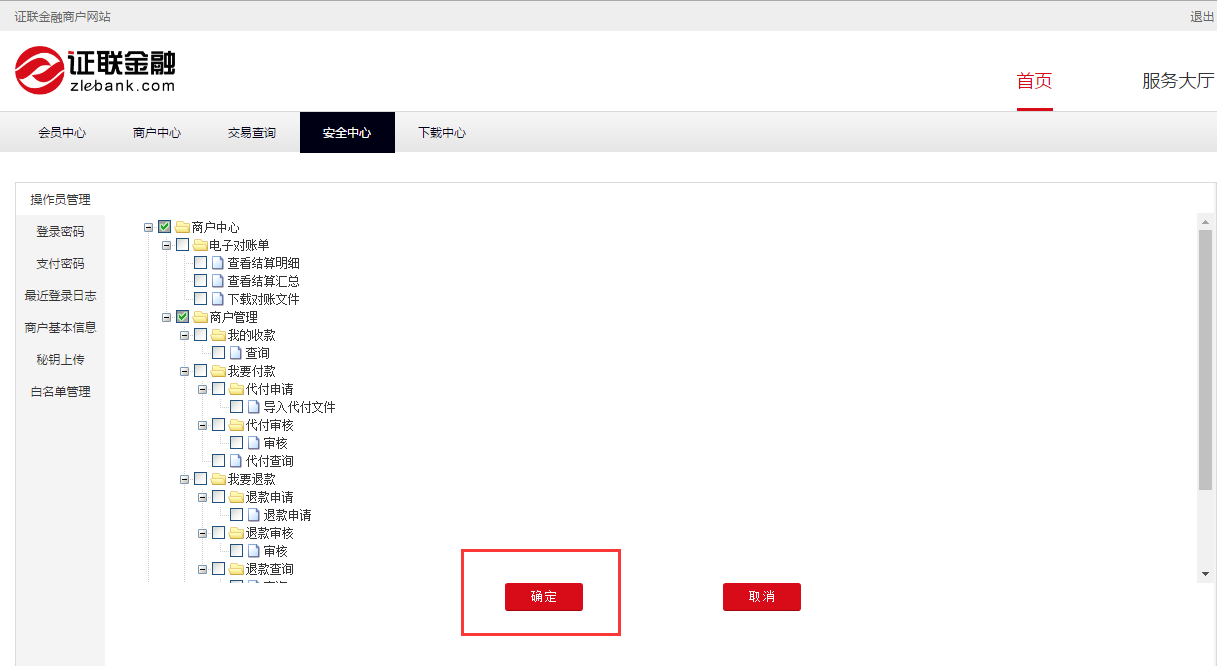 证联金融商户网站
退出
证联金融
zlebank.com
首页
服务大厅
会员中心
商户中心
交易查询
安全中心
下载中心
操作员管理
登录密码
支付密码
最近登录日志
商户基本信息
秘钥上传
白名单管理
商户中心
电子对账单
查看结算明细
查看结算汇总
下载对账文件
商户管理
我的收款
查询
我要付款
代付申请
导入代付文件
代付审核
审核
代付查询
我要退款
退款申请
退款申请
退款审核
审核
退款查询
确定
取消